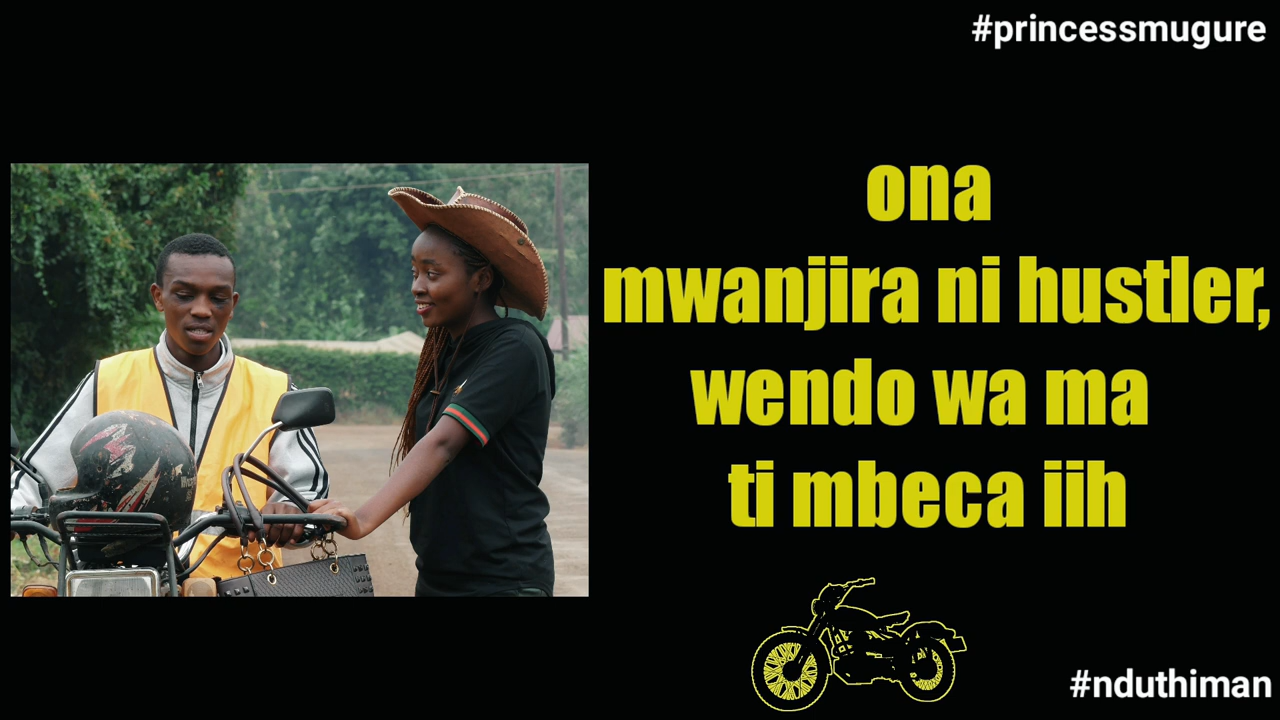 #princessmugure
ona
mwanjira ni hustler,
wendo wa ma
ti mbeca iih
#nduthiman